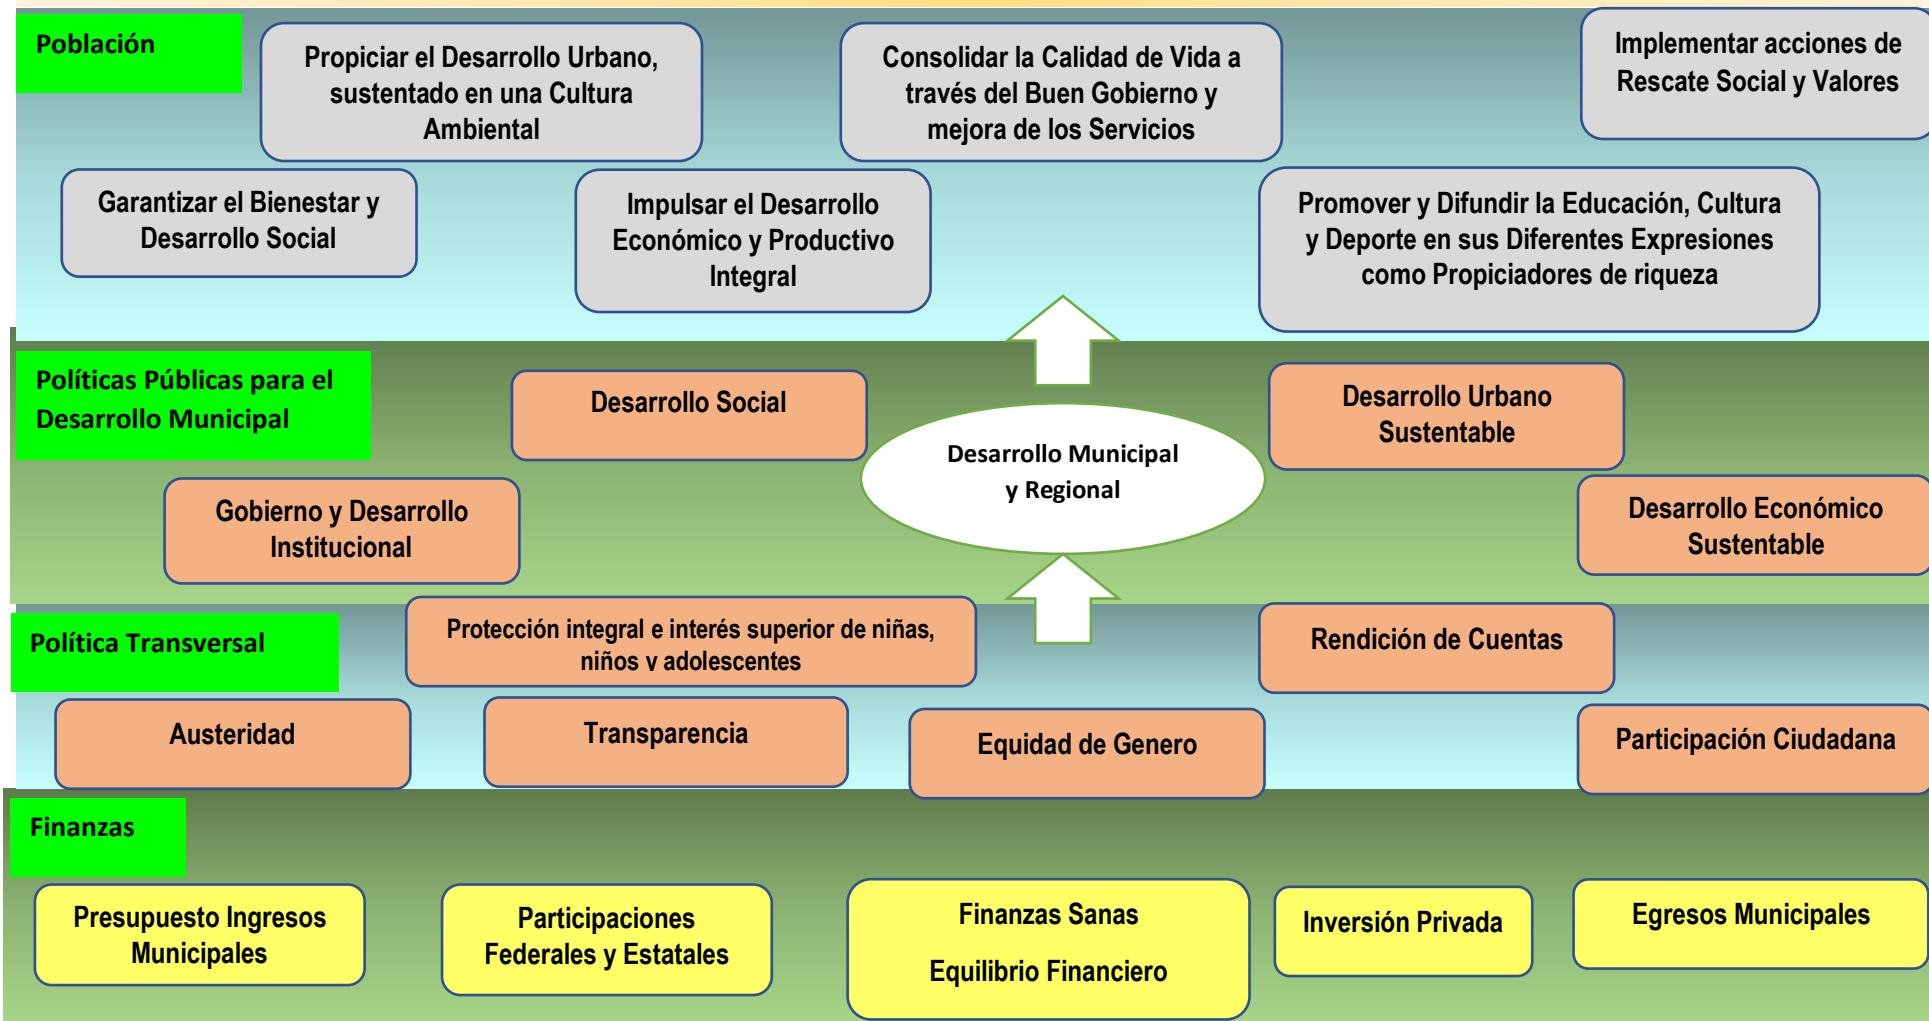 Población
Propiciar el Desarrollo Urbano,
sustentado en una Cultura
Ambiental
Consolidar la Calidad de Vida a
través del Buen Gobierno y
mejora de los Servicios
Implementar acciones de
Rescate Social y Valores
Garantizar el Bienestar y
Desarrollo Social
Impulsar el Desarrollo
Económico y Productivo
Integral
Promover y Difundir la Educación, Cultura
y Deporte en sus Diferentes Expresiones
como Propiciadores de riqueza
Políticas Públicas para el
Desarrollo Municipal
Desarrollo Social
Desarrollo Municipal
y Regional
Desarrollo Urbano
Sustentable
Gobierno y Desarrollo
Institucional
Desarrollo Económico
Sustentable
Política Transversal
Protección integral e interés superior de niñas,
niños y adolescentes
Rendición de Cuentas
Austeridad
Transparencia
Equidad de Genero
Participación Ciudadana
Finanzas
Presupuesto Ingresos
Municipales
Participaciones
Federales y Estatales
Finanzas Sanas
Equilibrio Financiero
Inversión Privada
Egresos Municipales